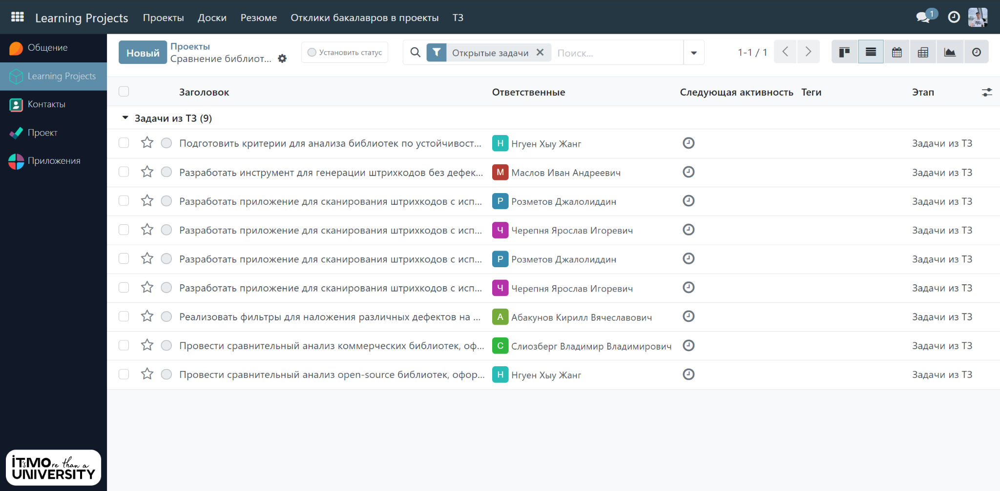 Learning Projects Проекты Доски Резюме Отклики бакалавров в проекты ТЗ 1
Общение
Learning Projects
Контакты
Проект
Приложения
Новый
Проекты
Сравнение библиот...
Установить статус
Открытые задачи
Поиск...
1-1 / 1
Заголовок Ответственные Следующая активность Теги Этап
Задачи из ТЗ (9)
Подготовить критерии для анализа библиотек по устойчивост... Н Нгуен Хыу Жанг Задачи из ТЗ
Разработать инструмент для генерации штрихкодов без дефек... М Маслов Иван Андреевич Задачи из ТЗ
Разработать приложение для сканирования штрихкодов с исп... Р Розметов Джалолиддин Задачи из ТЗ
Разработать приложение для сканирования штрихкодов с исп... Ч Черепня Ярослав Игоревич Задачи из ТЗ
Разработать приложение для сканирования штрихкодов с исп... Р Розметов Джалолиддин Задачи из ТЗ
Разработать приложение для сканирования штрихкодов с исп... Ч Черепня Ярослав Игоревич Задачи из ТЗ
Реализовать фильтры для наложения различных дефектов на ... А Абакунов Кирилл Вячеславович Задачи из ТЗ
Провести сравнительный анализ коммерческих библиотек, оф... С Слиозберг Владимир Владимирович Задачи из ТЗ
Провести сравнительный анализ open-source библиотек, офор... Н Нгуен Хыу Жанг Задачи из ТЗ
iT'sMOre than a
UNIVERSITY